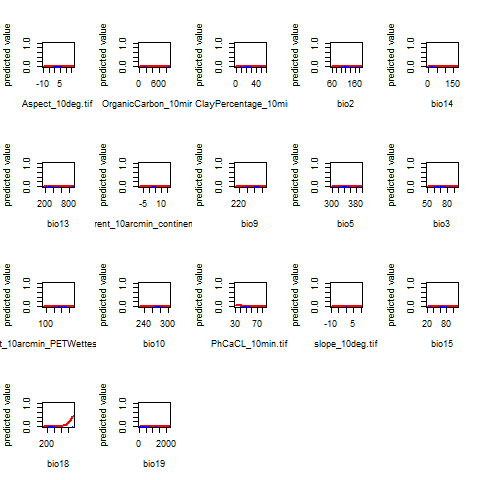 predicted value
0.0 1.0
-10 5
Aspect_10deg.tif
predicted value
0.0 1.0
0 600
OrganicCarbon_10mir
predicted value
0.0 1.0
0 40
ClayPercentage_10mi
predicted value
0.0 1.0
60 160
bio2
predicted value
0.0 1.0
0 150
bio14
predicted value
0.0 1.0
200 800
bio13
predicted value
0.0 1.0
-5 10
rent_10arcmin_continen
predicted value
0.0 1.0
220
bio9
predicted value
0.0 1.0
300 380
bio5
predicted value
0.0 1.0
50 80
bio3
predicted value
0.0 1.0
100
t_10arcmin_PETWettes
predicted value
0.0 1.0
240 300
bio10
predicted value
0.0 1.0
30 70
PhCaCL_10min.tif
predicted value
0.0 1.0
-10 5
slope_10deg.tif
predicted value
0.0 1.0
20 80
bio15
predicted value
0.0 1.0
200
bio18
predicted value
0.0 1.0
0 2000
bio19